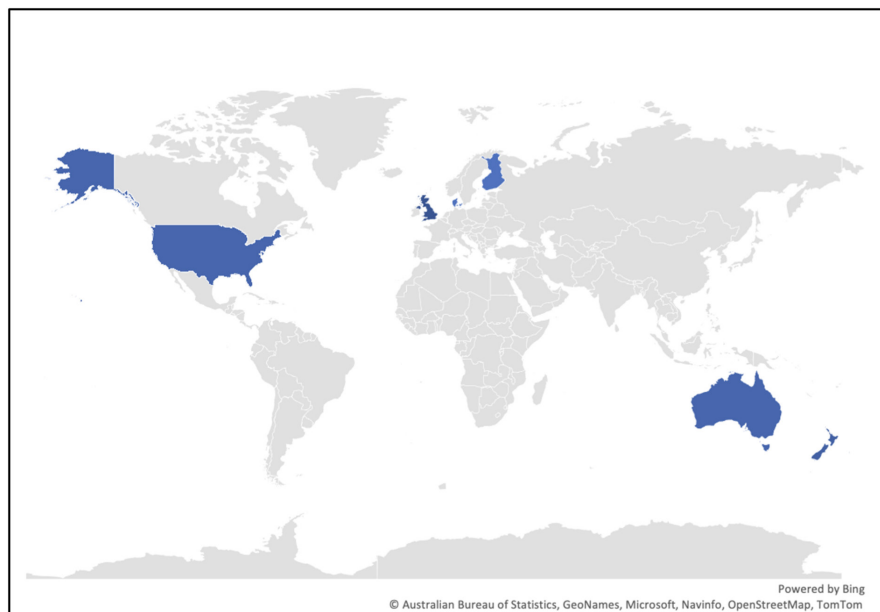 Powered by Bing
© Australian Bureau of Statistics, GeoNames, Microsoft, Navinfo, OpenStreetMap, TomTom